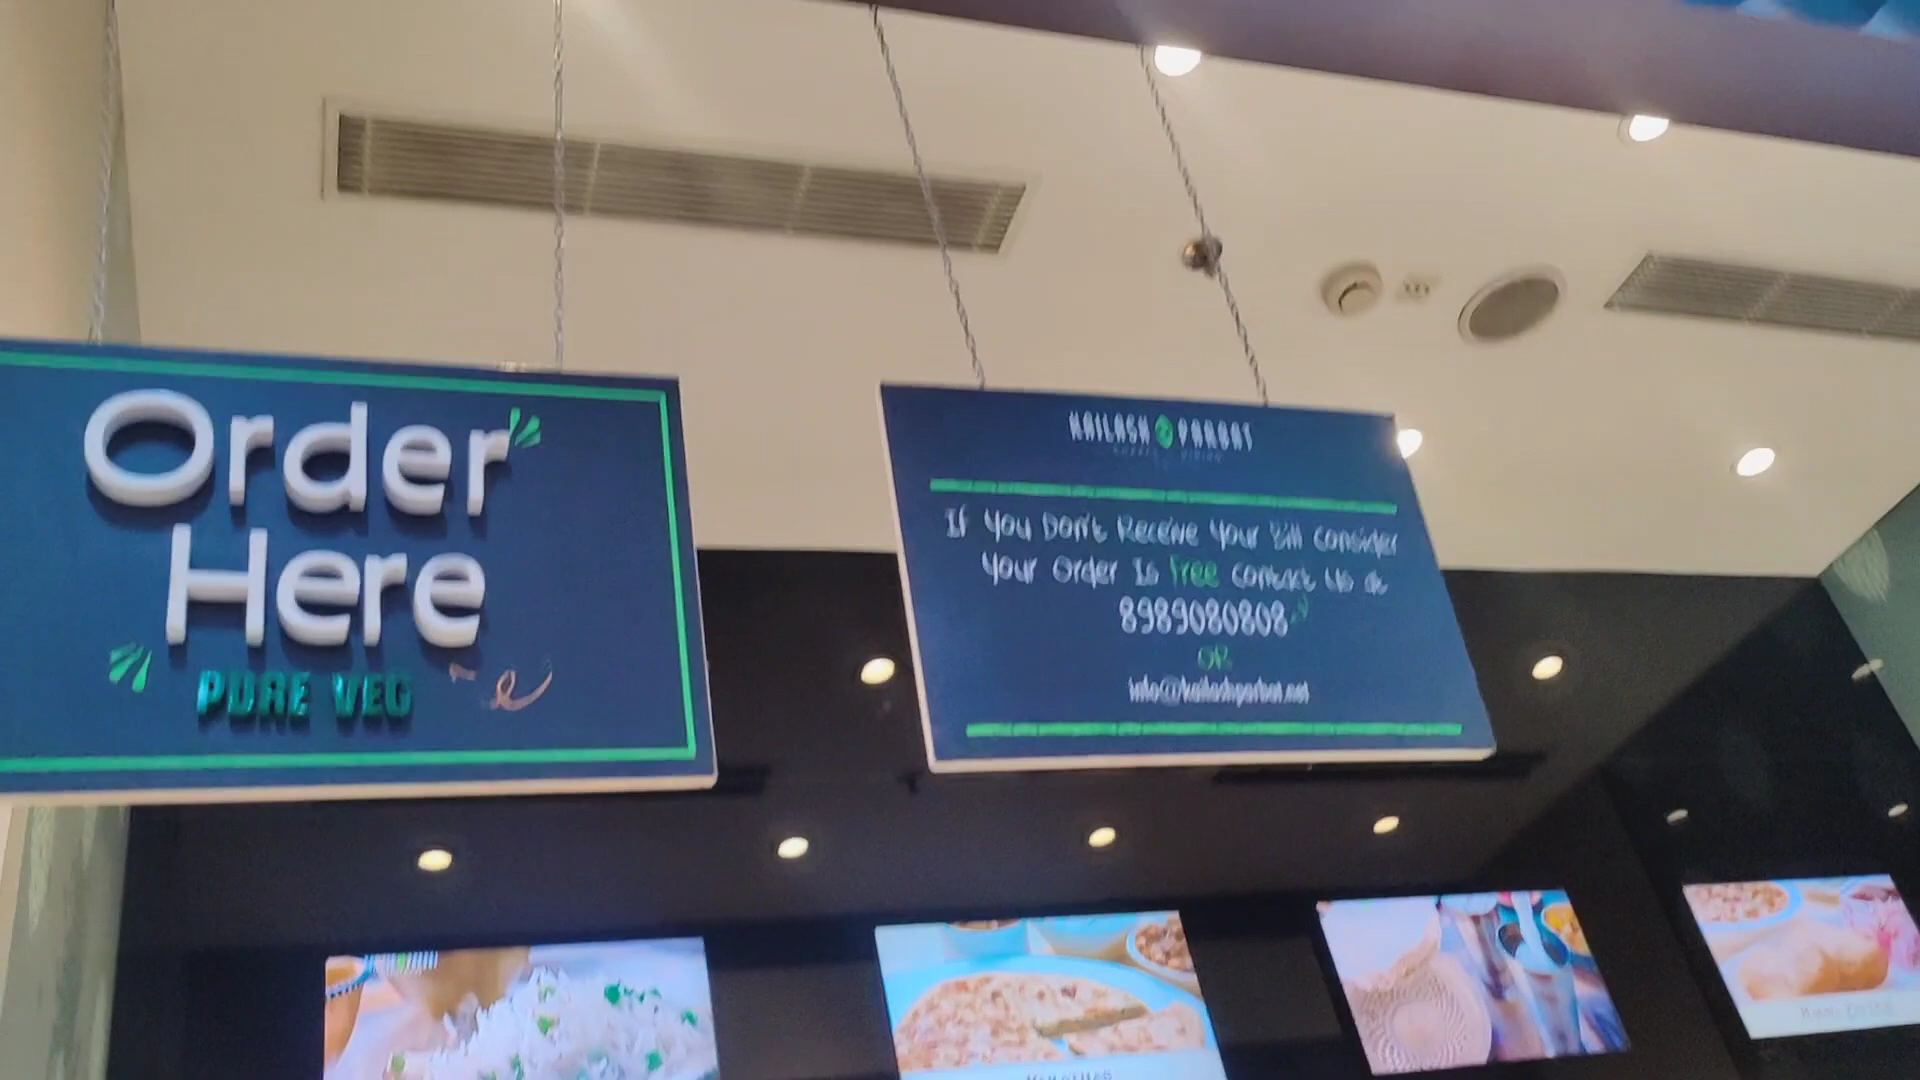 Order
Here
PURE VEG
KAILASH PARBAT
If You Don't Receive Your Bill Consider
Your Order Is Free Contact Us at
8989080808
OR
info@kailashparbat.net